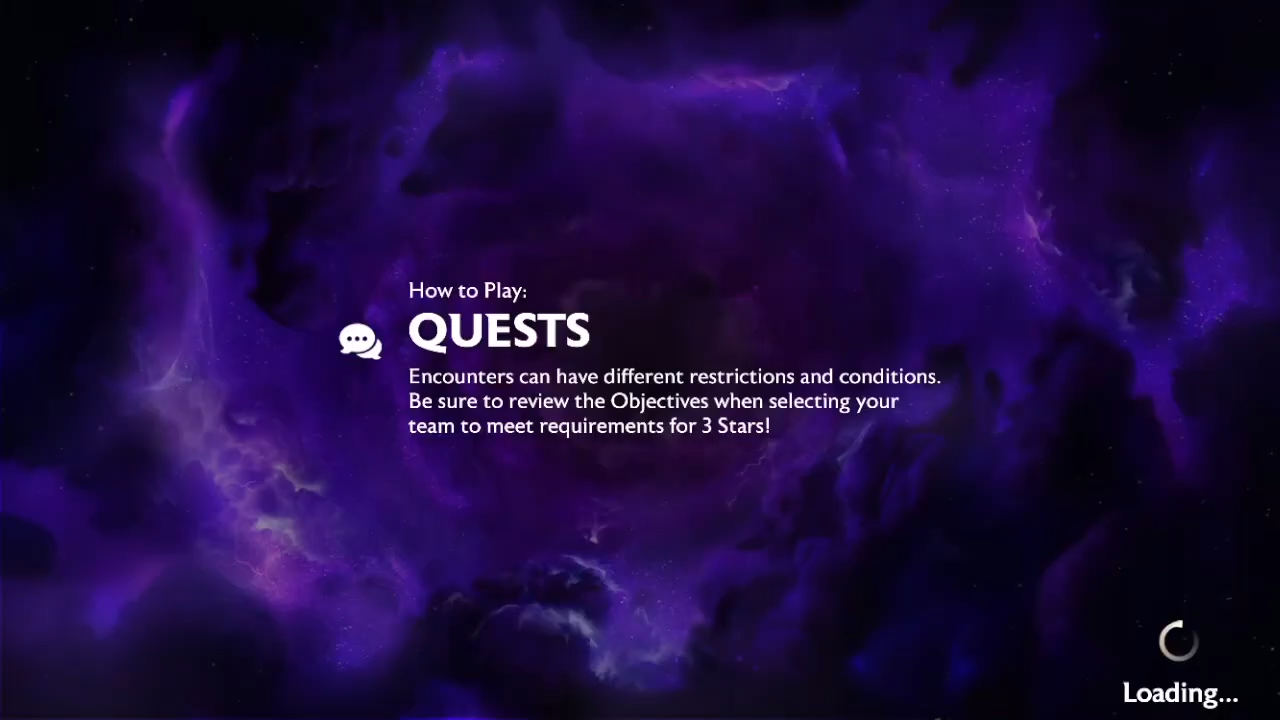 How to Play:
QUESTS
Encounters can have different restrictions and conditions.
Be sure to review the Objectives when selecting your
team to meet requirements for 3 Stars!
Loading...